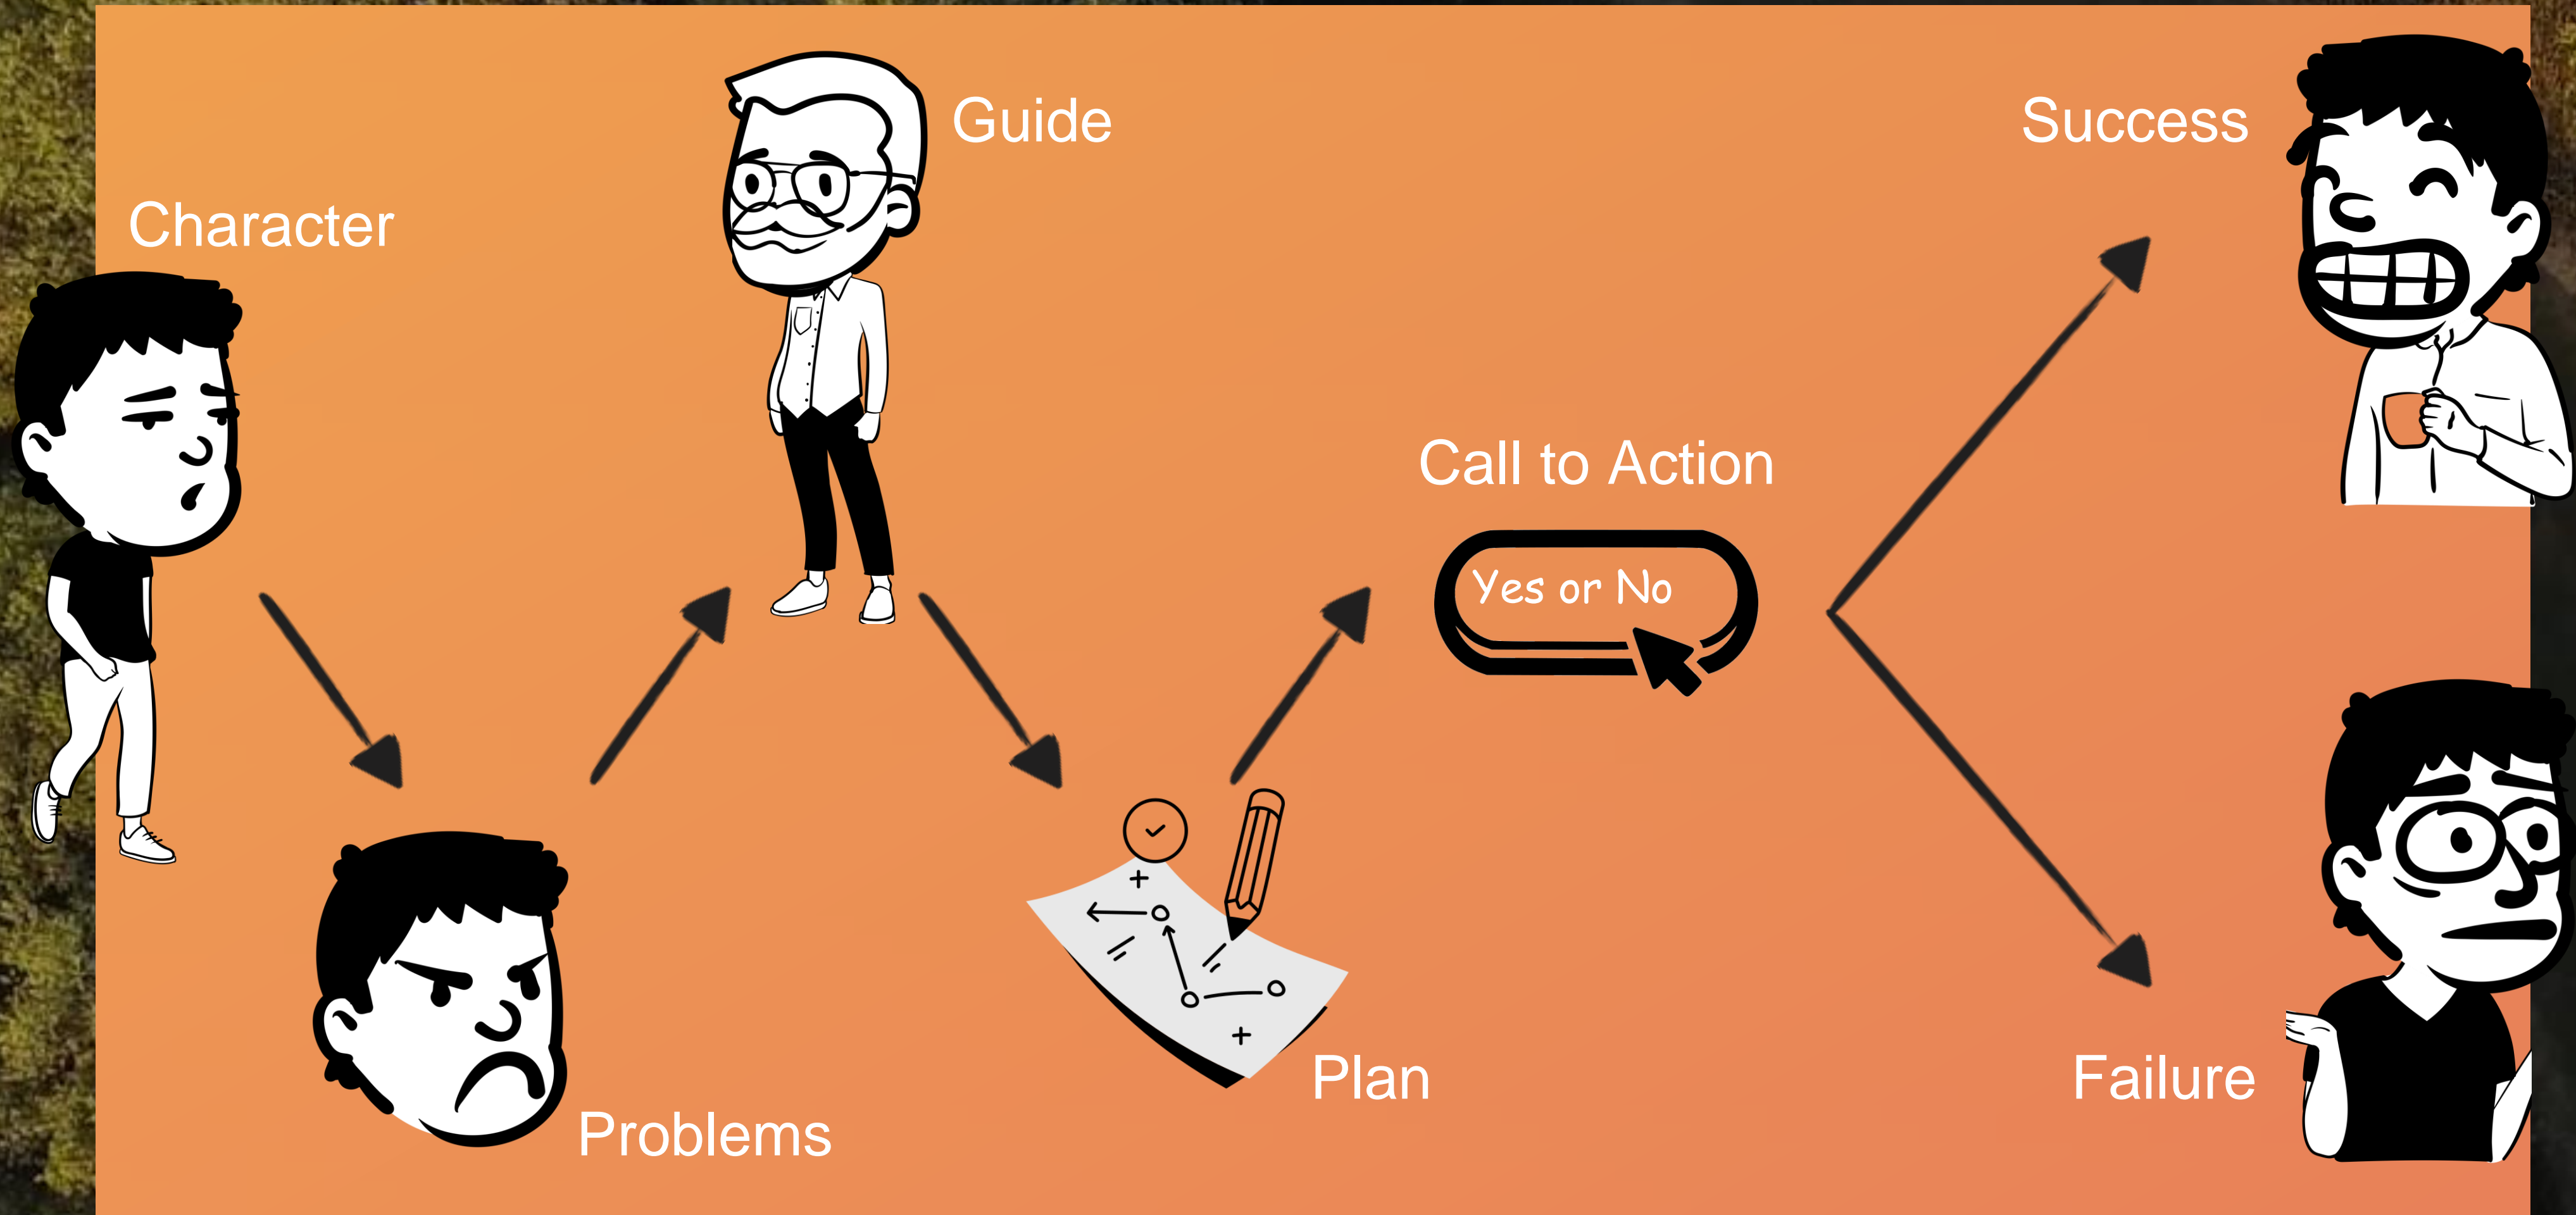 Character
Problems
Guide
Plan
Call to Action
Yes or No
Success
Failure